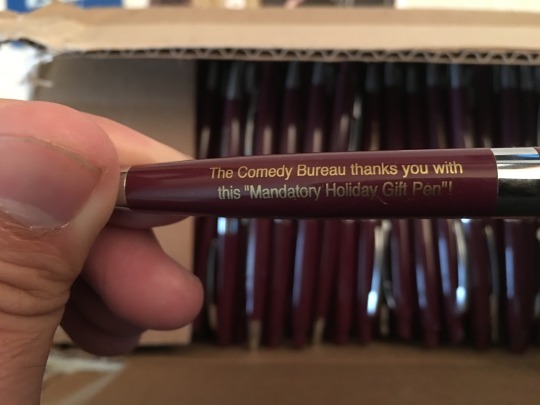 The Comedy Bureau thanks you with
this "Mandatory Holiday Gift Pen"!